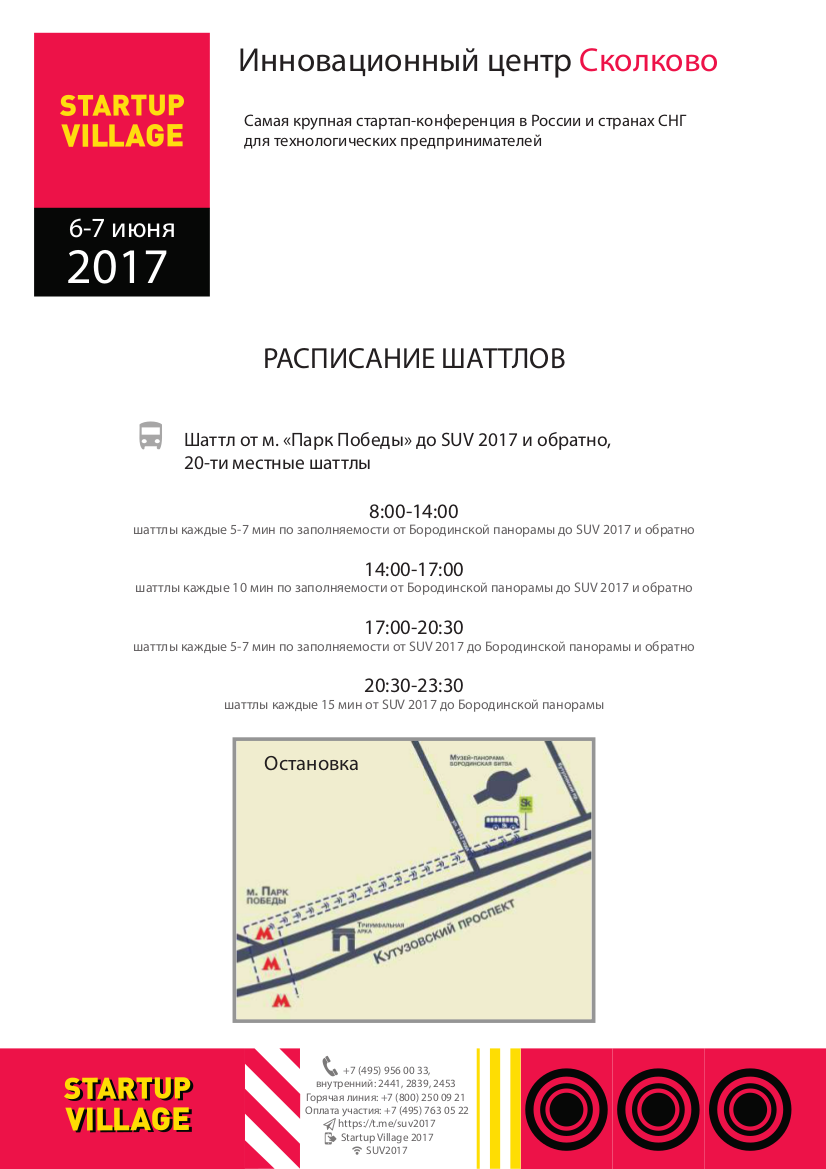 STARTUP
VILLAGE
6-7 июня
2017
Инновационный центр Сколково
Самая крупная стартап-конференция в России и странах СНГ
для технологических предпринимателей
РАСПИСАНИЕ ШАТТЛОВ
Шаттл от м. «Парк Победы» до SUV 2017 и обратно,
20-ти местные шаттлы
8:00-14:00
шаттлы каждые 5-7 мин по заполняемости от Бородинской панорамы до SUV 2017 и обратно
14:00-17:00
шаттлы каждые 10 мин по заполняемости от Бородинской панорамы до SUV 2017 и обратно
17:00-20:30
шаттлы каждые 5-7 мин по заполняемости от SUV 2017 до Бородинской панорамы и обратно
20:30-23:30
шаттлы каждые 15 мин от SUV 2017 до Бородинской панорамы
Остановка
Музей-панорама
Бородинская битва
Sk
м. Парк
Победы
Триумфальная
арка
Кутузовский проспект
STARTUP
VILLAGE
+7 (495) 956 00 33,
внутренний: 2441, 2839, 2453
Горячая линия: +7 (800) 250 09 21
Оплата участия: +7 (495) 763 05 22
https://t.me/suv2017
Startup Village 2017
SUV2017